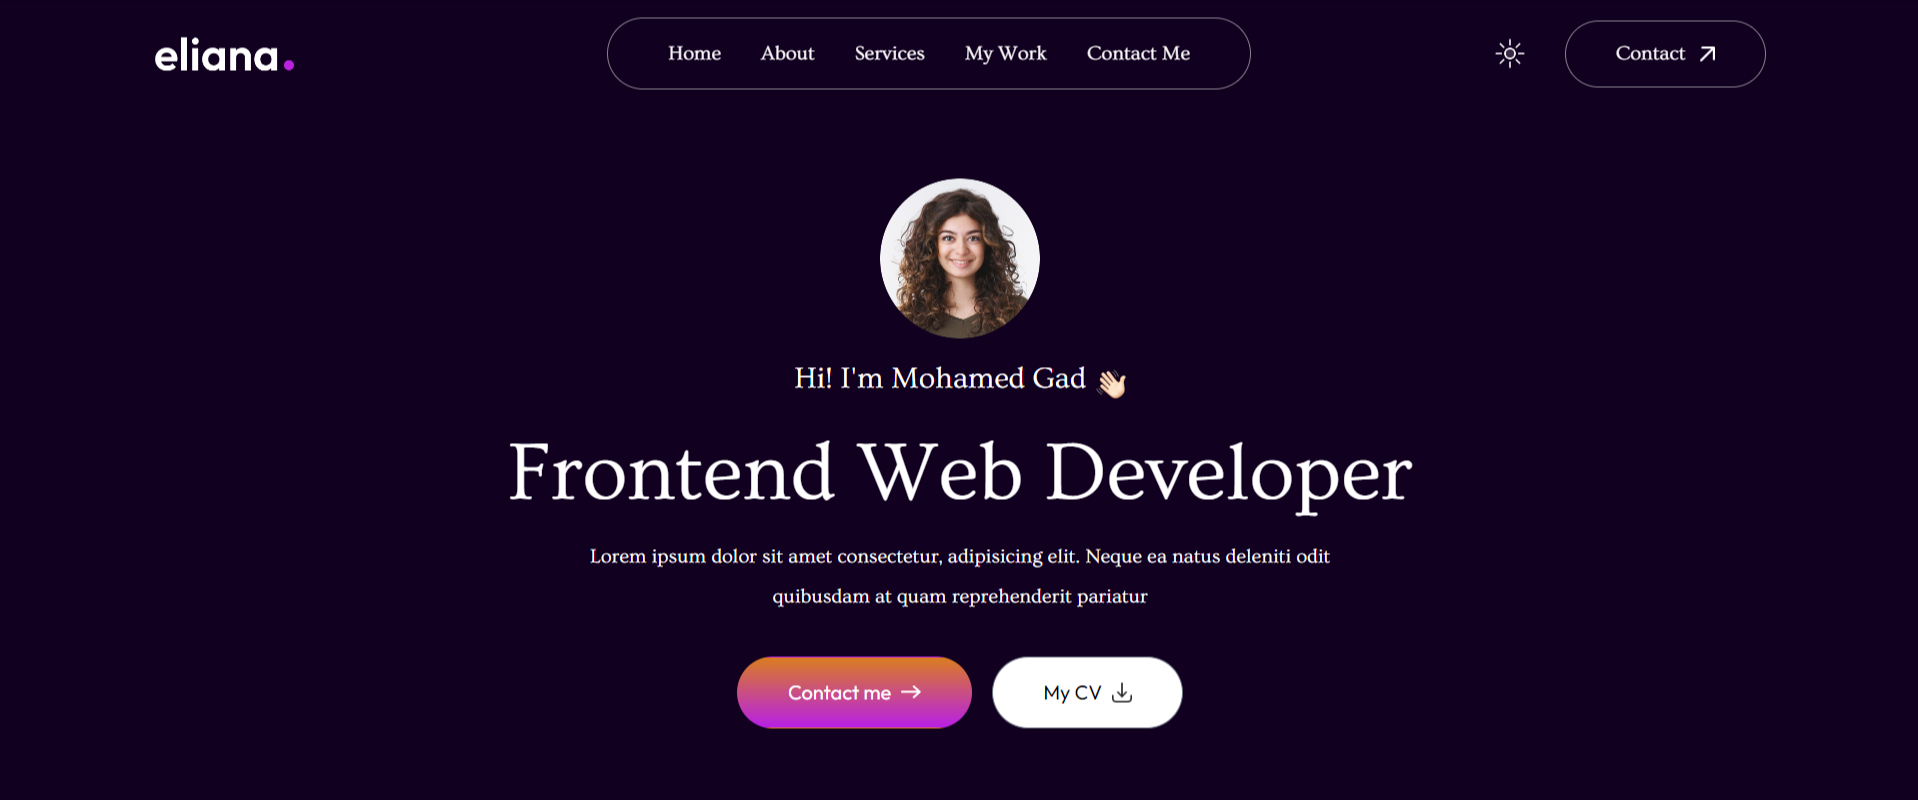 eliana.
Home About Services My Work Contact Me
Contact
Hi! I'm Mohamed Gad 👋🏻
Frontend Web Developer
Lorem ipsum dolor sit amet consectetur, adipisicing elit. Neque ea natus deleniti odit
quibusdam at quam reprehenderit pariatur
Contact me →
My CV